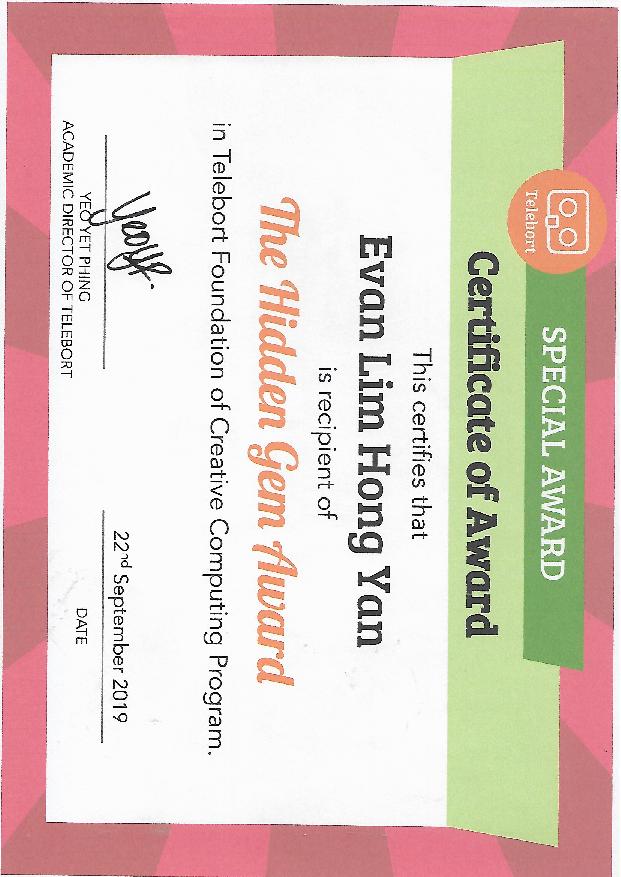 Telebort
SPECIAL AWARD
Certificate of Award
This certifies that
Evan Lim Hong Yan
is recipient of
The Hidden Gem Award
in Telebort Foundation of Creative Computing Program.
Yeo
22nd September 2019
YEO YET PHING
DATE
ACADEMIC DIRECTOR OF TELEBORT